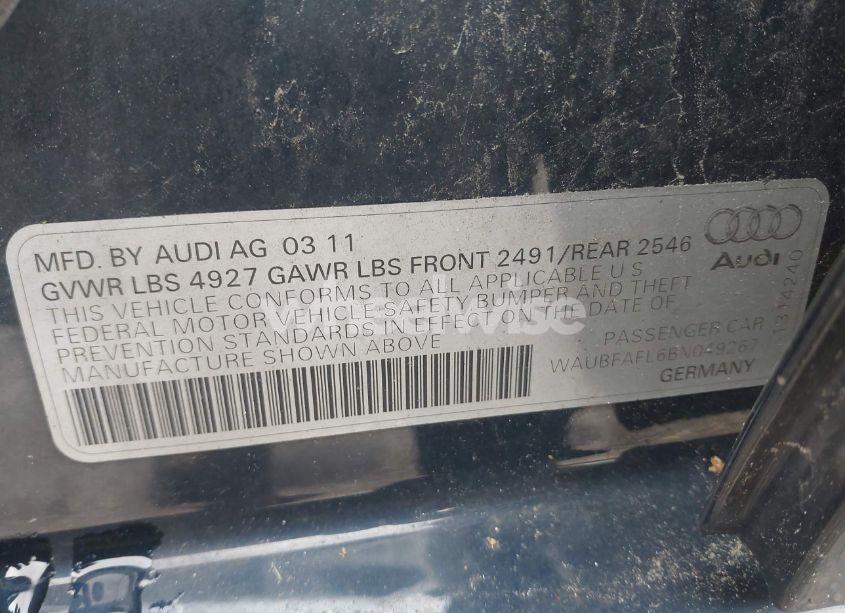 MFD. BY AUDI AG 03 11
GVWR LBS 4927 GAWR LBS FRONT 2491/REAR 2546
THIS VEHICLE CONFORMS TO ALL APPLICABLE U S
FEDERAL MOTOR VEHICLE SAFETY BUMPER AND THEFT
PREVENTION STANDARDS IN EFFECT ON THE DATE OF
MANUFACTURE SHOWN ABOVE
PASSENGER CAR
WAUBFAFL6BN049267
GERMANY
Audi
13 14240